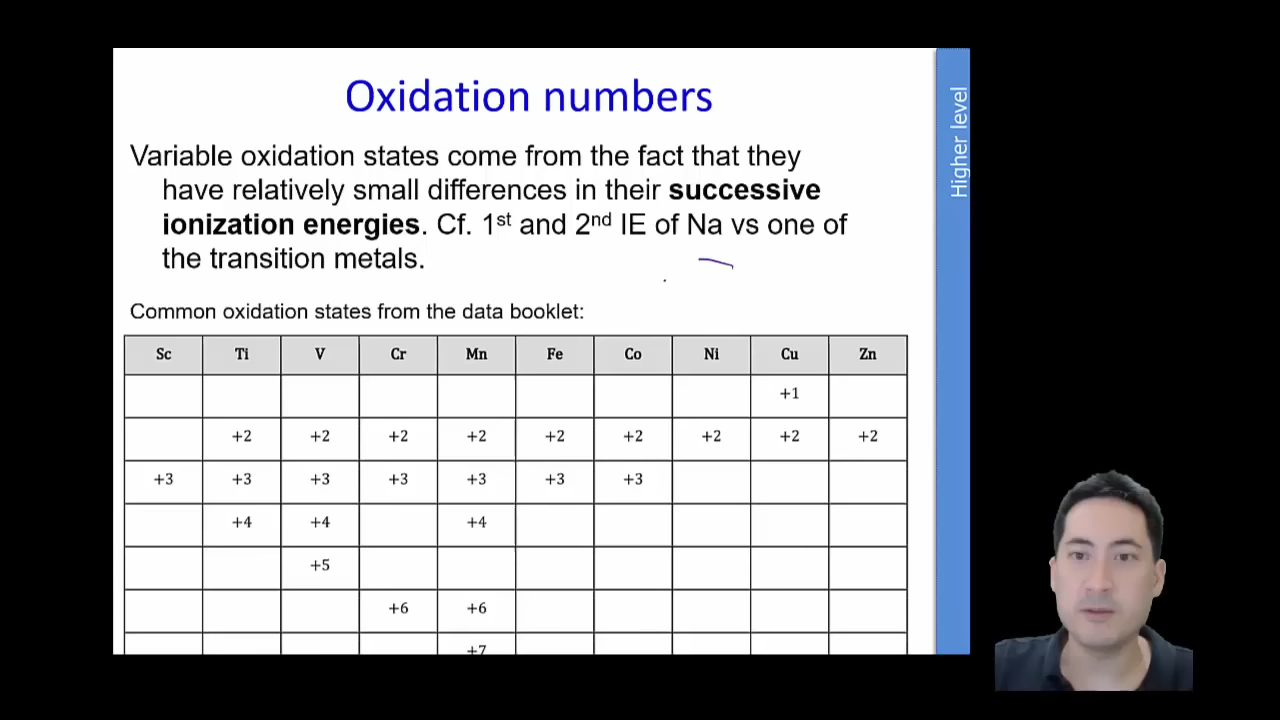 Oxidation numbers
Higher level
Variable oxidation states come from the fact that they
have relatively small differences in their successive
ionization energies. Cf. 1st and 2nd IE of Na vs one of
the transition metals.
Common oxidation states from the data booklet:
Sc Ti V Cr Mn Fe Co Ni Cu Zn
+1
+2 +2 +2 +2 +2 +2 +2 +2 +2
+3 +3 +3 +3 +3 +3 +3
+4 +4 +4
+5
+6 +6
+7